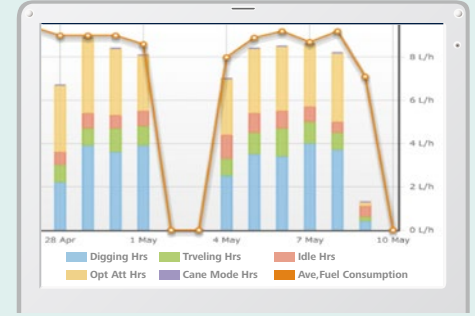 8 L/h
6 L/h
4 L/h
2 L/h
0 L/h
28 Apr 1 May 4 May 7 May 10 May
Digging Hrs Trveling Hrs Idle Hrs
Opt Att Hrs Cane Mode Hrs Ave,Fuel Consumption